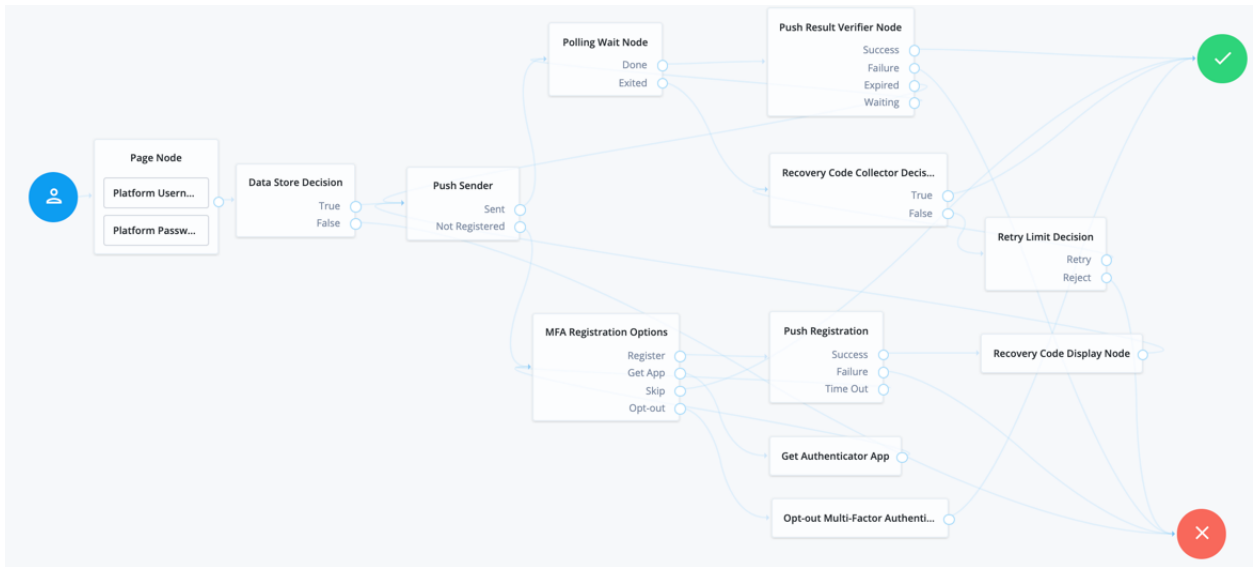 Page Node
Platform Usern...
Platform Passw...
Data Store Decision
True
False
Push Sender
Sent
Not Registered
Polling Wait Node
Done
Exited
Push Result Verifier Node
Success
Failure
Expired
Waiting
Recovery Code Collector Decis...
True
False
Retry Limit Decision
Retry
Reject
MFA Registration Options
Register
Get App
Skip
Opt-out
Push Registration
Success
Failure
Time Out
Recovery Code Display Node
Get Authenticator App
Opt-out Multi-Factor Authenti...